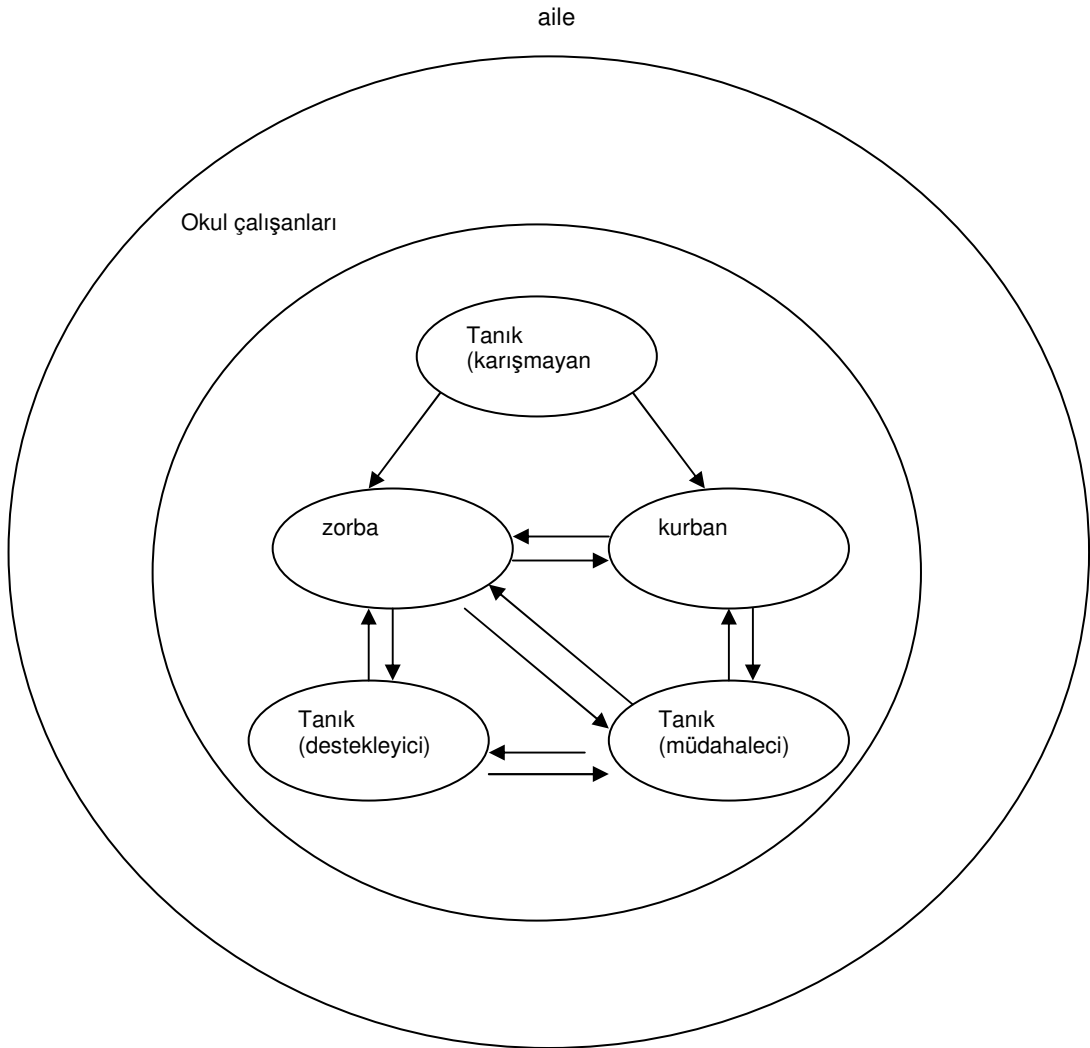 aile
Okul çalışanları
Tanık
(karışmayan
zorba
kurban
Tanık
(destekleyici)
Tanık
(müdahaleci)